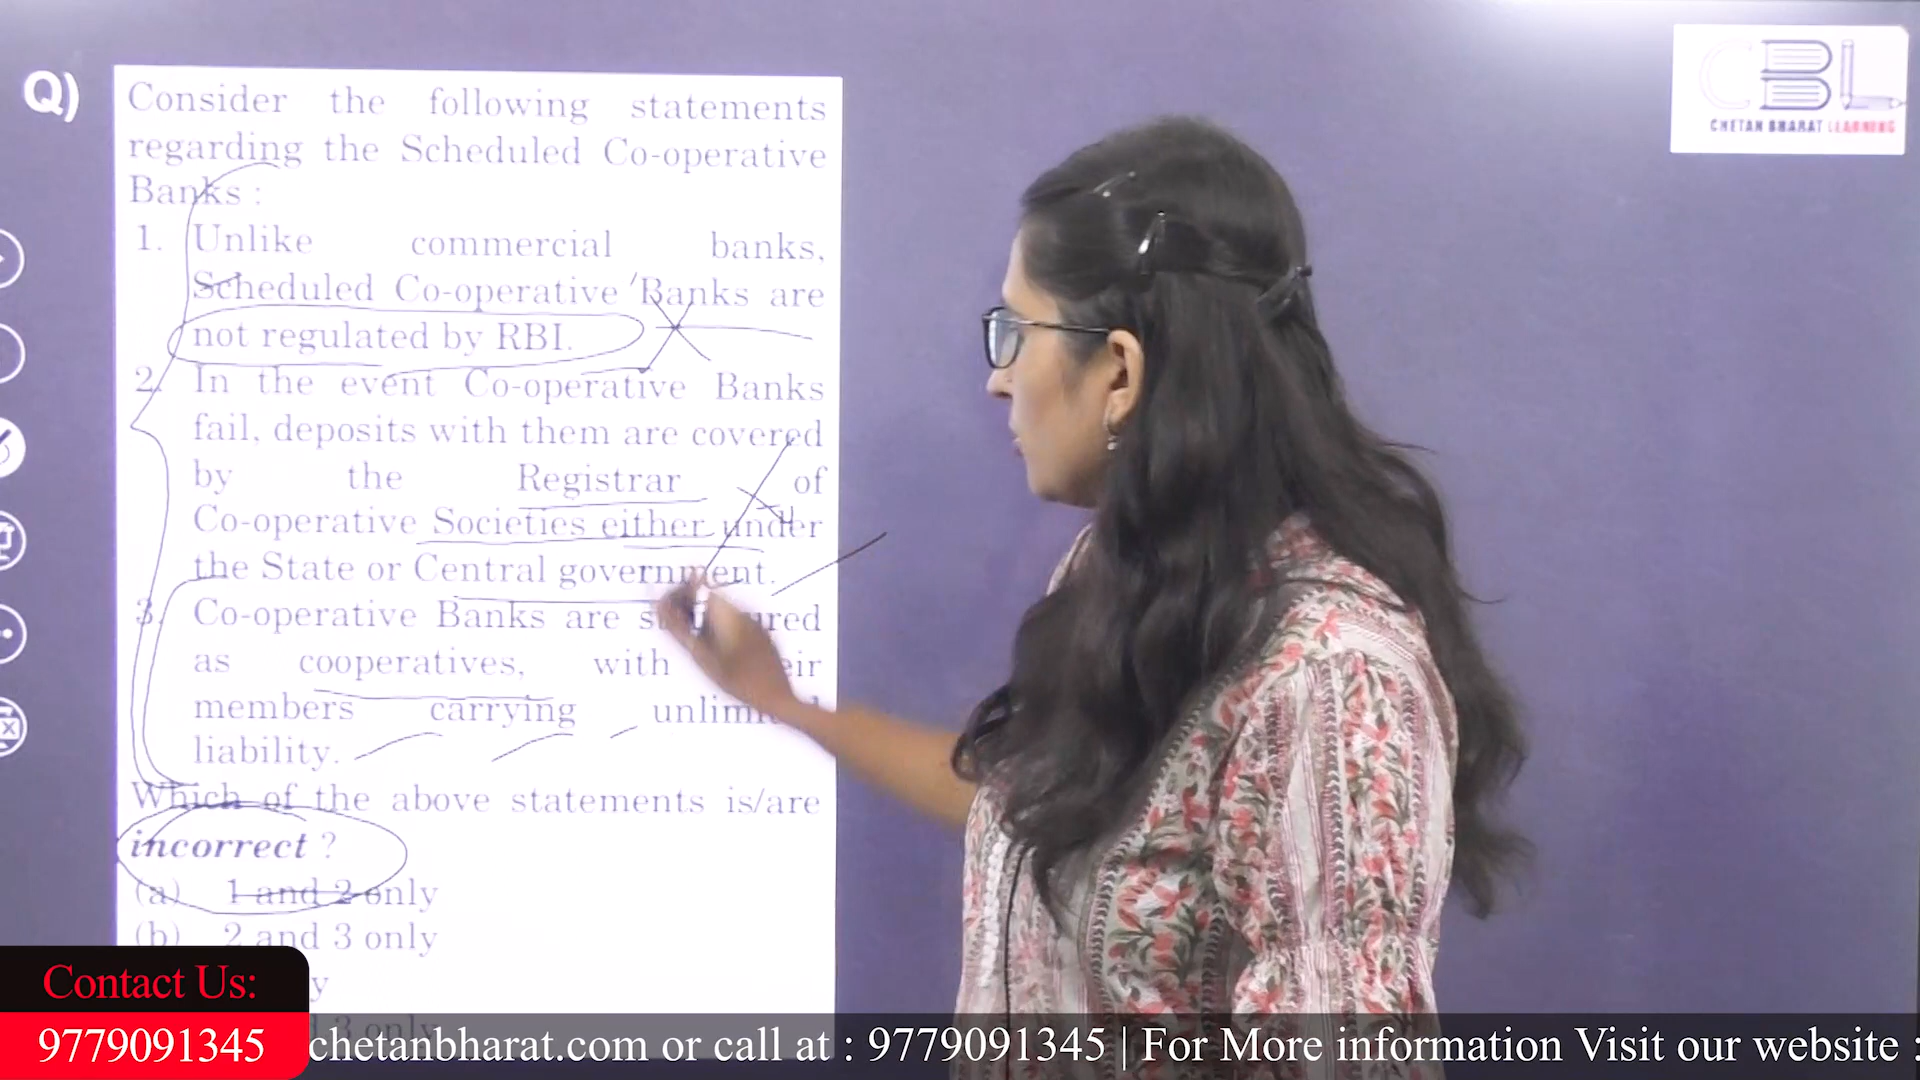 Q)
CBL
CHETAN BHARAT LEARNING
Consider the following statements
regarding the Scheduled Co-operative
Banks :
1. Unlike commercial banks,
Scheduled Co-operative Banks are
not regulated by RBI.
2. In the event Co-operative Banks
fail, deposits with them are covered
by the Registrar of
Co-operative Societies either under
the State or Central government.
3. Co-operative Banks are
as cooperatives, with
members carrying
liability.
Which of the above statements is/are
incorrect ?
(a) 1 and 2 only
(b) 2 and 3 only
3 only
Contact Us:
9779091345
chetanbharat.com or call at : 9779091345 | For More information Visit our website :